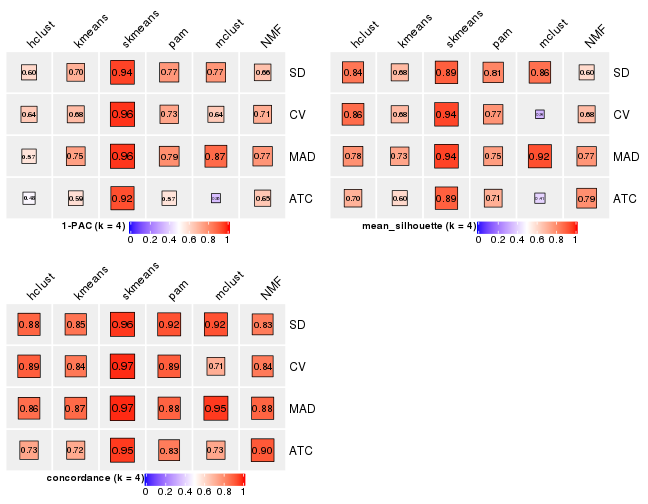 hclust kmeans skmeans pam mclust NMF
0.60 0.70 0.94 0.77 0.77 0.66 SD
0.64 0.68 0.96 0.73 0.64 0.71 CV
0.57 0.75 0.96 0.79 0.87 0.77 MAD
0.59 0.92 0.57 0.65 ATC
1-PAC (k = 4)
0 0.2 0.4 0.6 0.8 1
hclust kmeans skmeans pam mclust NMF
0.84 0.68 0.89 0.81 0.86 0.60 SD
0.86 0.68 0.94 0.77 0.68 CV
0.78 0.73 0.94 0.75 0.92 0.77 MAD
0.70 0.60 0.89 0.71 0.79 ATC
mean_silhouette (k = 4)
0 0.2 0.4 0.6 0.8 1
hclust kmeans skmeans pam mclust NMF
0.88 0.85 0.96 0.92 0.92 0.83 SD
0.89 0.84 0.97 0.89 0.71 0.84 CV
0.86 0.87 0.97 0.88 0.95 0.88 MAD
0.73 0.72 0.95 0.83 0.73 0.90 ATC
concordance (k = 4)
0 0.2 0.4 0.6 0.8 1